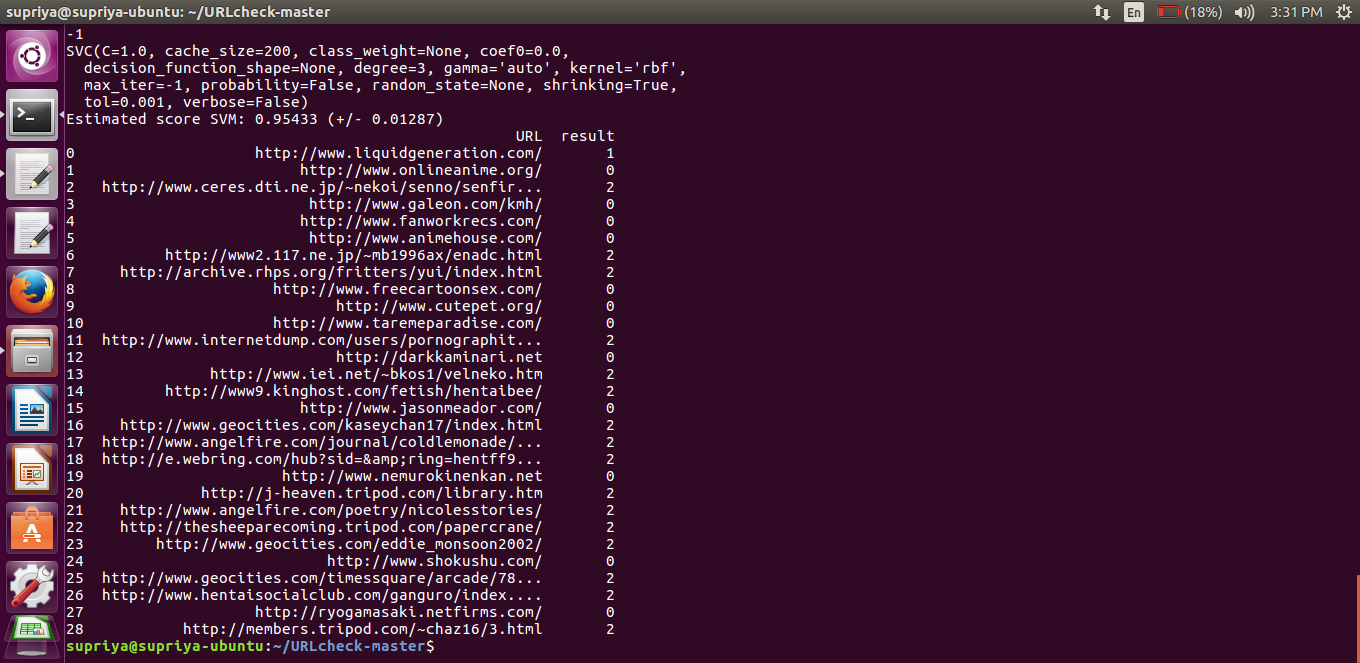 supriya@supriya-ubuntu: ~/URLcheck-master
En (18%) 3:31 PM
-1
SVC(C=1.0, cache_size=200, class_weight=None, coef0=0.0,
  decision_function_shape=None, degree=3, gamma='auto', kernel='rbf',
  max_iter=-1, probability=False, random_state=None, shrinking=True,
  tol=0.001, verbose=False)
Estimated score SVM: 0.95433 (+/- 0.01287)
URL result
0 http://www.liquidgeneration.com/ 1
1 http://www.onlineanime.org/ 0
2 http://www.ceres.dti.ne.jp/~nekoi/senno/senfir... 2
3 http://www.galeon.com/kmh/ 0
4 http://www.fanworkrecs.com/ 0
5 http://www.animehouse.com/ 0
6 http://www2.117.ne.jp/~mb1996ax/enadc.html 2
7 http://archive.rhps.org/fritters/yui/index.html 2
8 http://www.freecartoonsex.com/ 0
9 http://www.cutepet.org/ 0
10 http://www.taremeparadise.com/ 0
11 http://www.internetdump.com/users/pornographit... 2
12 http://darkkaminari.net 0
13 http://www.iei.net/~bkos1/velneko.htm 2
14 http://www9.kinghost.com/fetish/hentaibee/ 2
15 http://www.jasonmeador.com/ 0
16 http://www.geocities.com/kaseychan17/index.html 2
17 http://www.angelfire.com/journal/coldlemonade/... 2
18 http://e.webring.com/hub?sid=&amp;ring=hentff9... 2
19 http://www.nemurokinenkan.net 0
20 http://j-heaven.tripod.com/library.htm 2
21 http://www.angelfire.com/poetry/nicolesstories/ 2
22 http://thesheeparecoming.tripod.com/papercrane/ 2
23 http://www.geocities.com/eddie_monsoon2002/ 2
24 http://www.shokushu.com/ 0
25 http://www.geocities.com/timessquare/arcade/78... 2
26 http://www.hentaisocialclub.com/ganguro/index.... 2
27 http://ryogamasaki.netfirms.com/ 0
28 http://members.tripod.com/~chaz16/3.html 2
supriya@supriya-ubuntu:~/URLcheck-master$